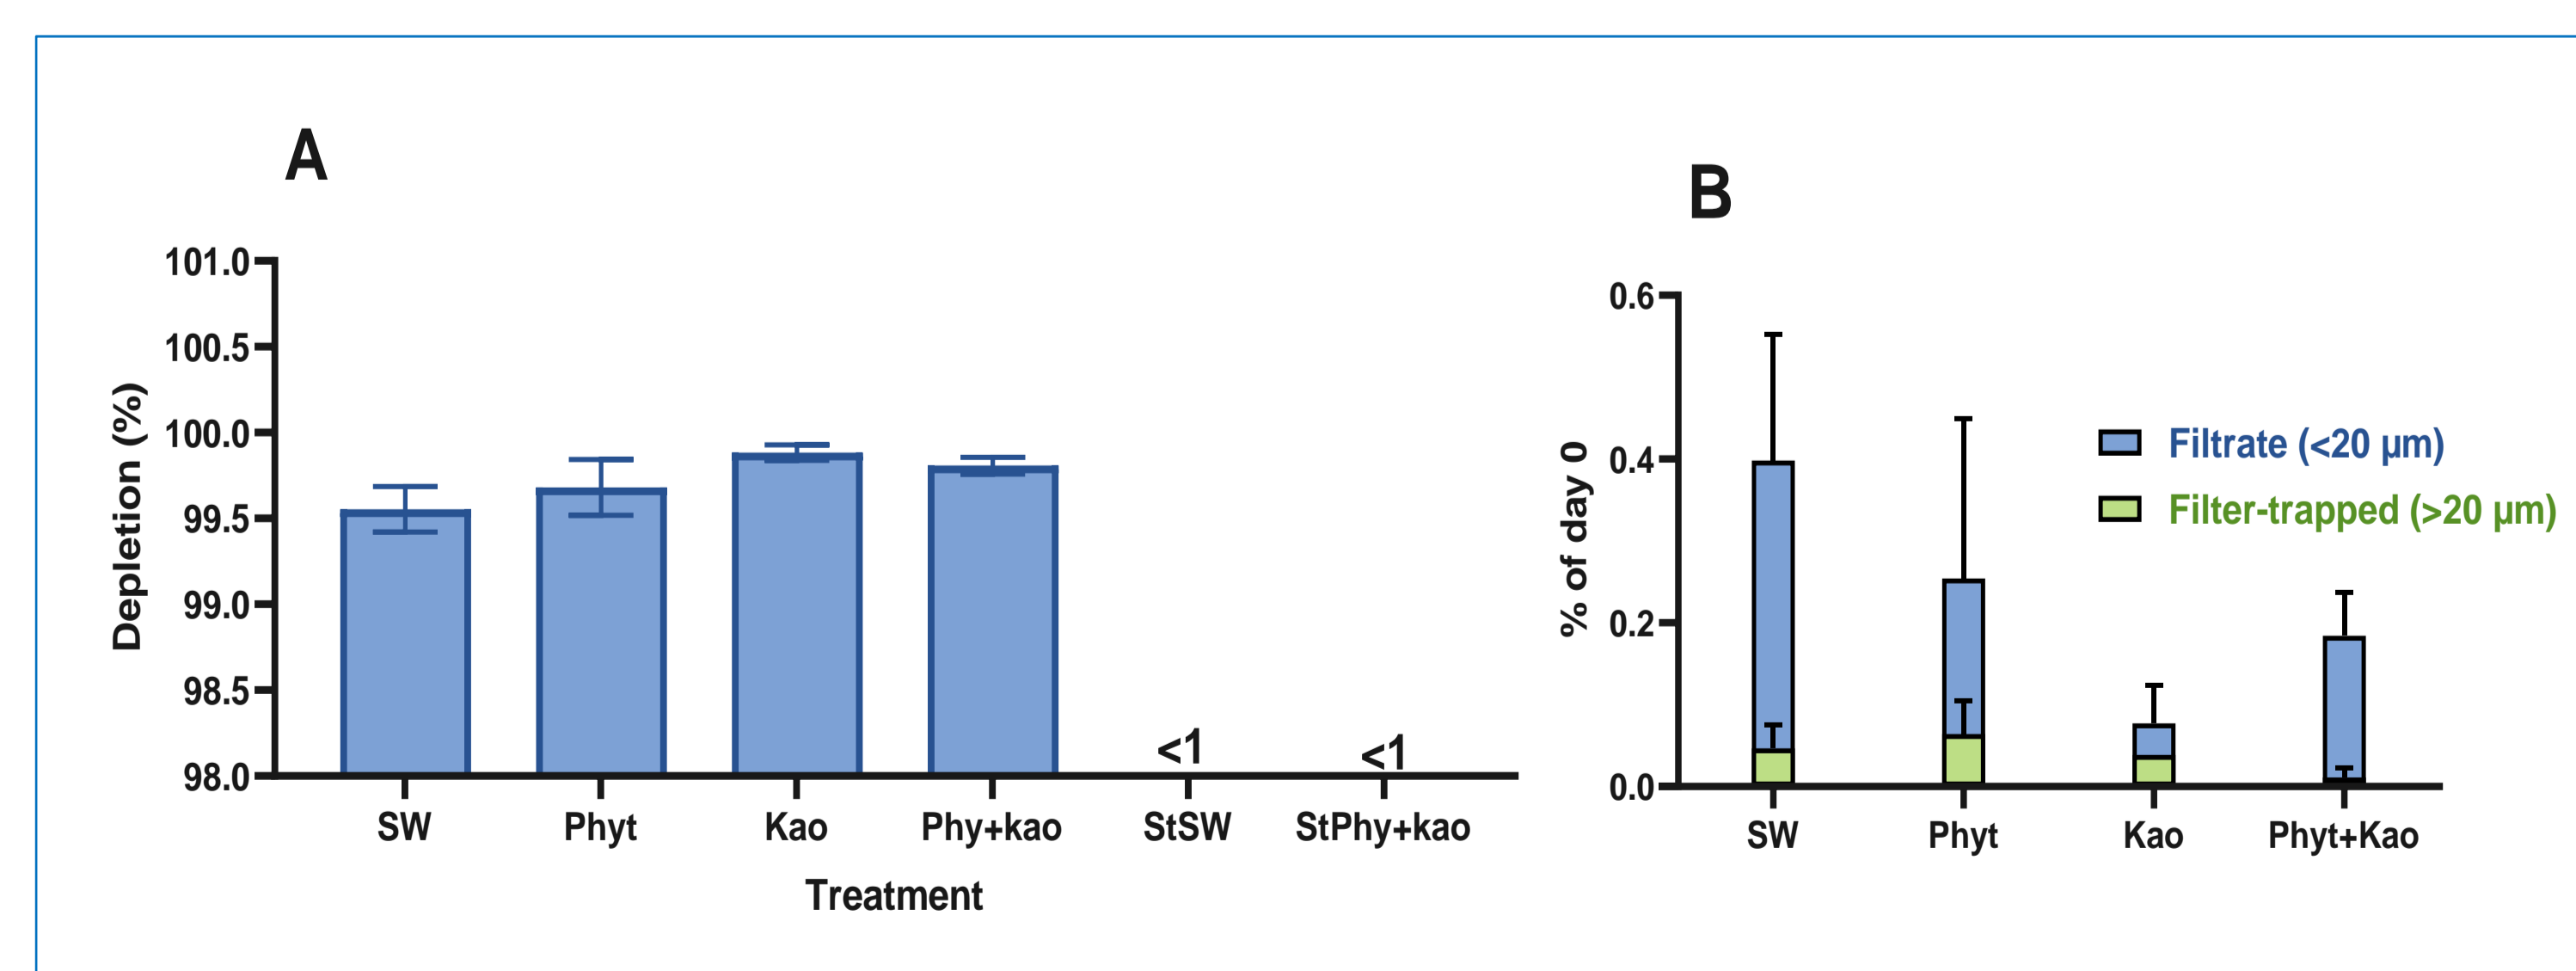 A
101.0
100.5
100.0
99.5
99.0
98.5
98.0
Depletion (%)
<1
<1
SW Phyt Kao Phy+kao StSW StPhy+kao
Treatment
B
0.6
0.4
0.2
0.0
% of day 0
Filtrate (<20 µm)
Filter-trapped (>20 µm)
SW Phyt Kao Phyt+Kao